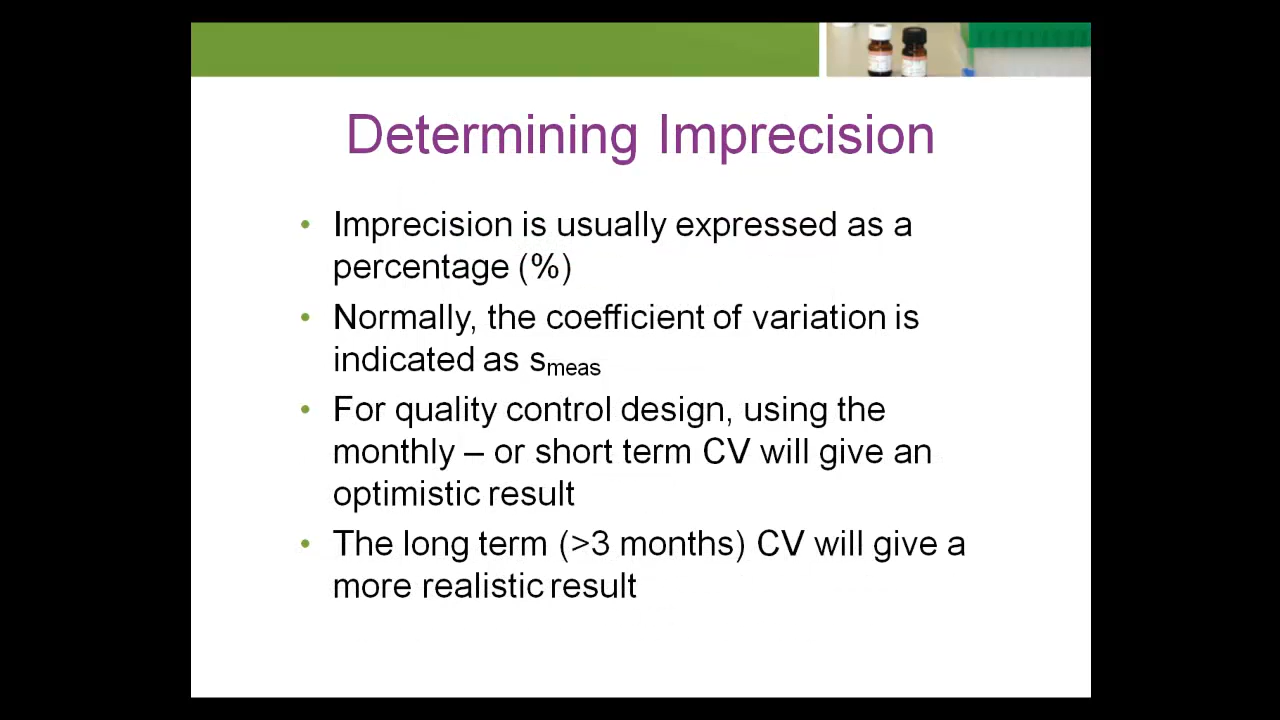 Determining Imprecision
• Imprecision is usually expressed as a
percentage (%)
• Normally, the coefficient of variation is
indicated as smeas
• For quality control design, using the
monthly – or short term CV will give an
optimistic result
• The long term (>3 months) CV will give a
more realistic result